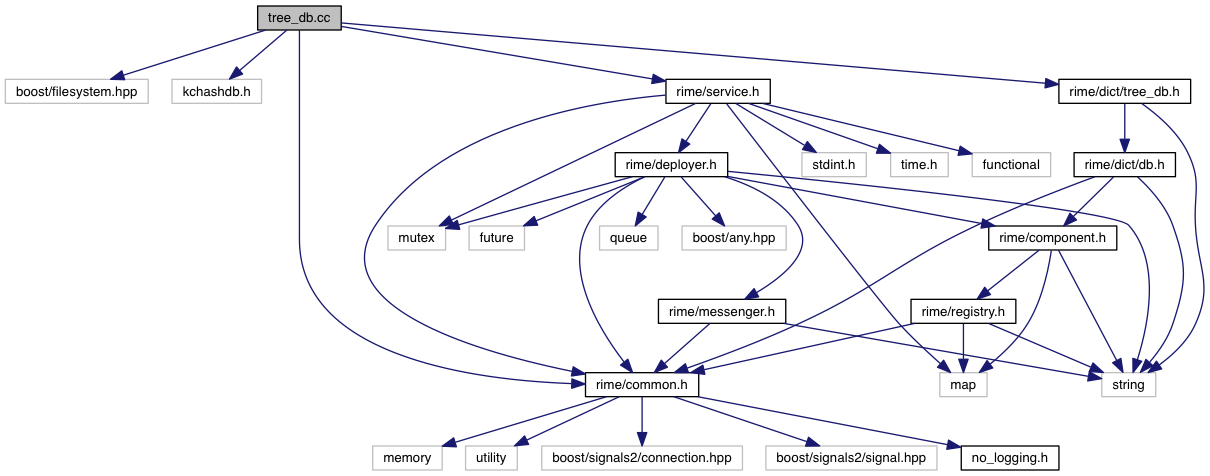 tree_db.cc
boost/filesystem.hpp
kchashdb.h
rime/service.h
rime/dict/tree_db.h
rime/deployer.h
stdint.h
time.h
functional
rime/dict/db.h
mutex
future
queue
boost/any.hpp
rime/component.h
rime/messenger.h
rime/registry.h
rime/common.h
map
string
memory
utility
boost/signals2/connection.hpp
boost/signals2/signal.hpp
no_logging.h